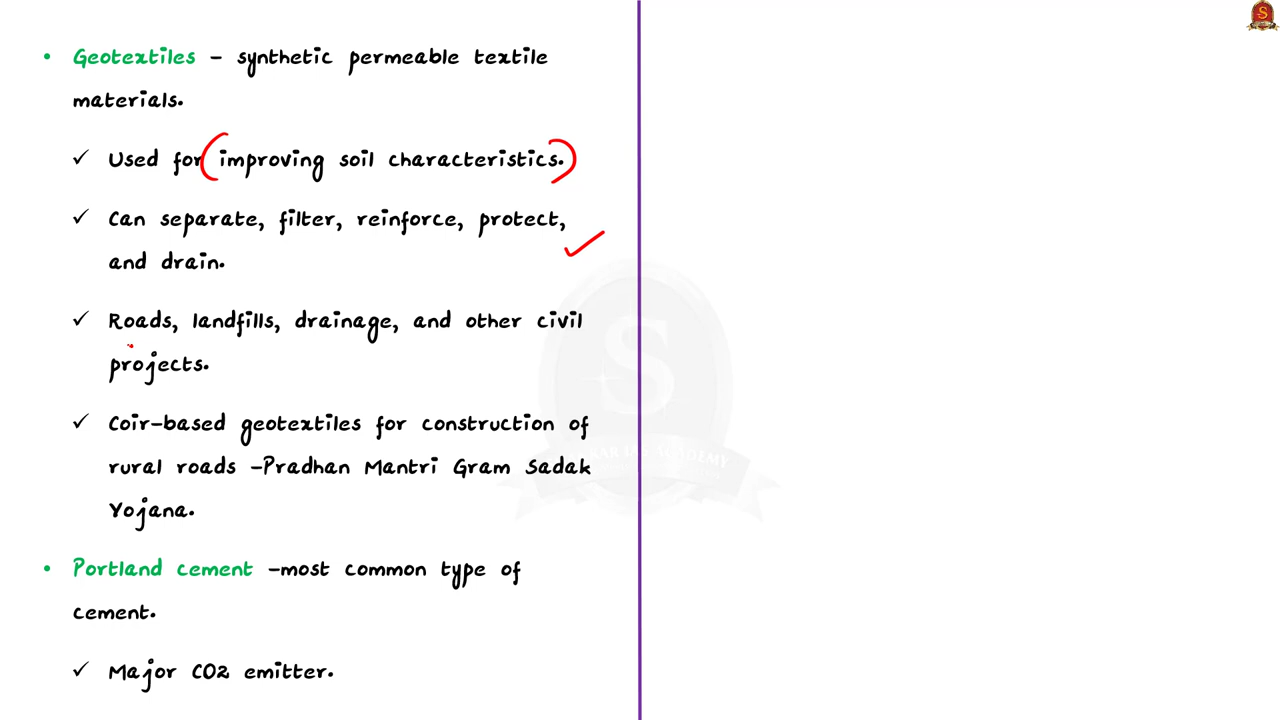 • Geotextiles – synthetic permeable textile
materials.
✓ Used for (improving soil characteristics.)
✓ Can separate, filter, reinforce, protect,
and drain.
✓ Roads, landfills, drainage, and other civil
projects.
✓ Coir-based geotextiles for construction of
rural roads –Pradhan Mantri Gram Sadak
Yojana.
• Portland cement –most common type of
cement.
✓ Major CO2 emitter.
S
ACADEMY